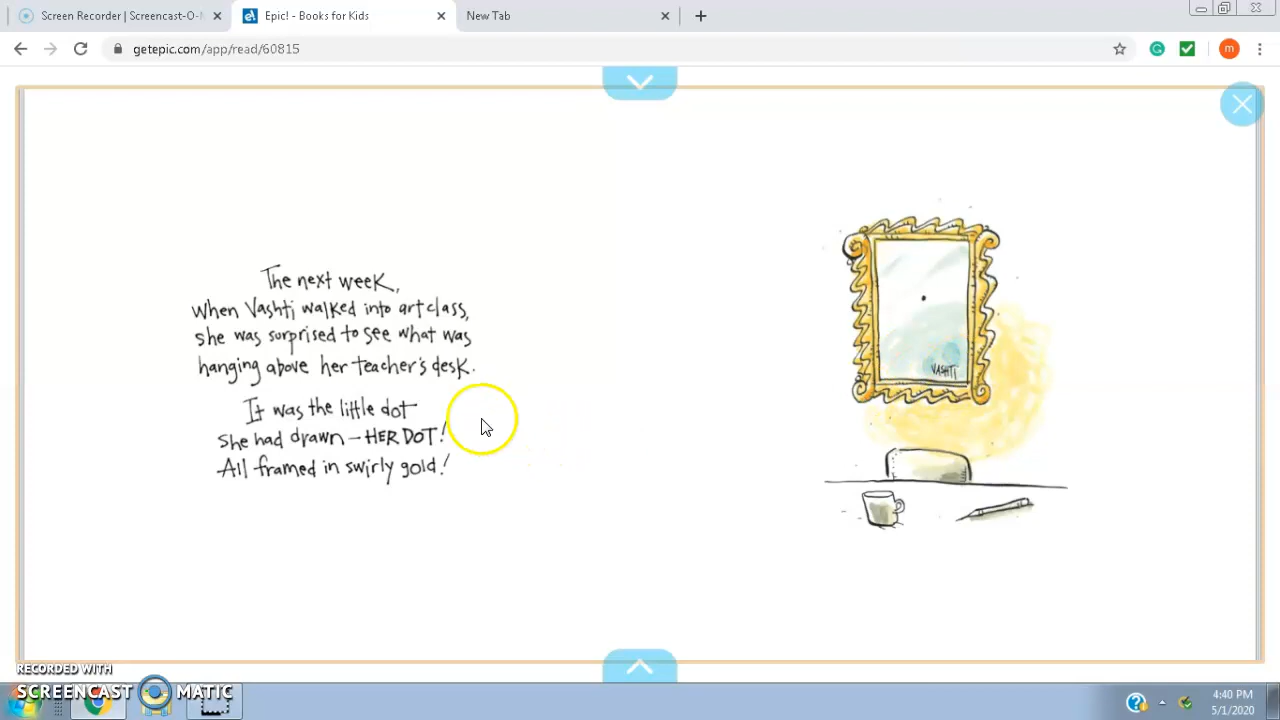 Screen Recorder | Screencast-O-M
Epic! - Books for Kids
New Tab
getepic.com/app/read/60815
m
The next week,
when Vashti walked into art class,
she was surprised to see what was
hanging above her teacher's desk.
It was the little dot
she had drawn – HER DOT!
All framed in swirly gold!
VASHTI
RECORDED WITH
SCREENCAST MATIC
4:40 PM
5/1/2020